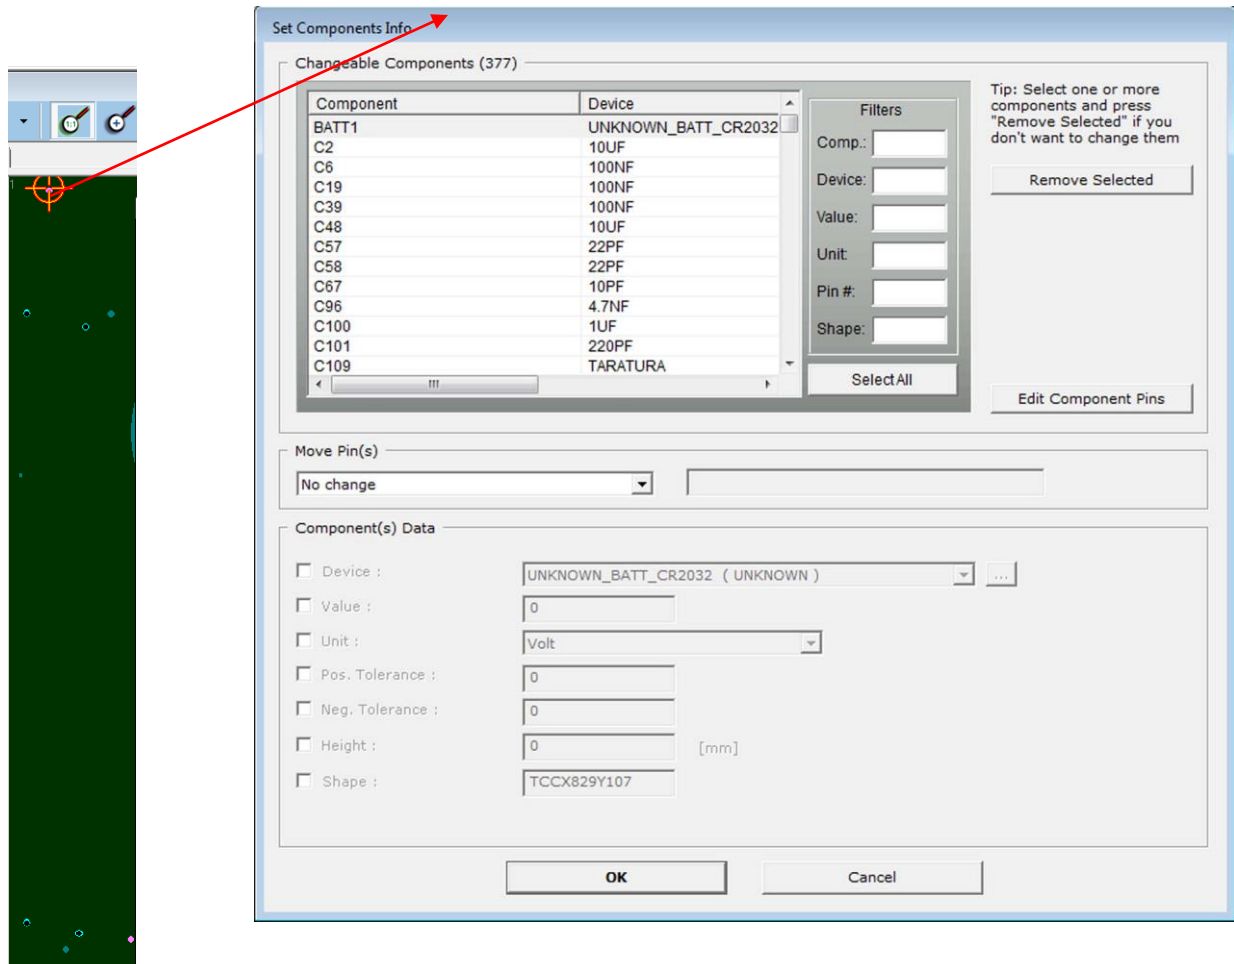 Set Components Info
Changeable Components (377)
Component Device
BATT1 UNKNOWN_BATT_CR2032
C2 10UF
C6 100NF
C19 100NF
C39 100NF
C48 10UF
C57 22PF
C58 22PF
C67 10PF
C96 4.7NF
C100 1UF
C101 220PF
C109 TARATURA
Filters
Comp.:
Device:
Value:
Unit:
Pin #:
Shape:
Select All
Tip: Select one or more
components and press
"Remove Selected" if you
don't want to change them
Remove Selected
Edit Component Pins
Move Pin(s)
No change
Component(s) Data
Device : UNKNOWN_BATT_CR2032 ( UNKNOWN ) ...
Value : 0
Unit : Volt
Pos. Tolerance : 0
Neg. Tolerance : 0
Height : 0 [mm]
Shape : TCCX829Y107
OK Cancel
1:1
1